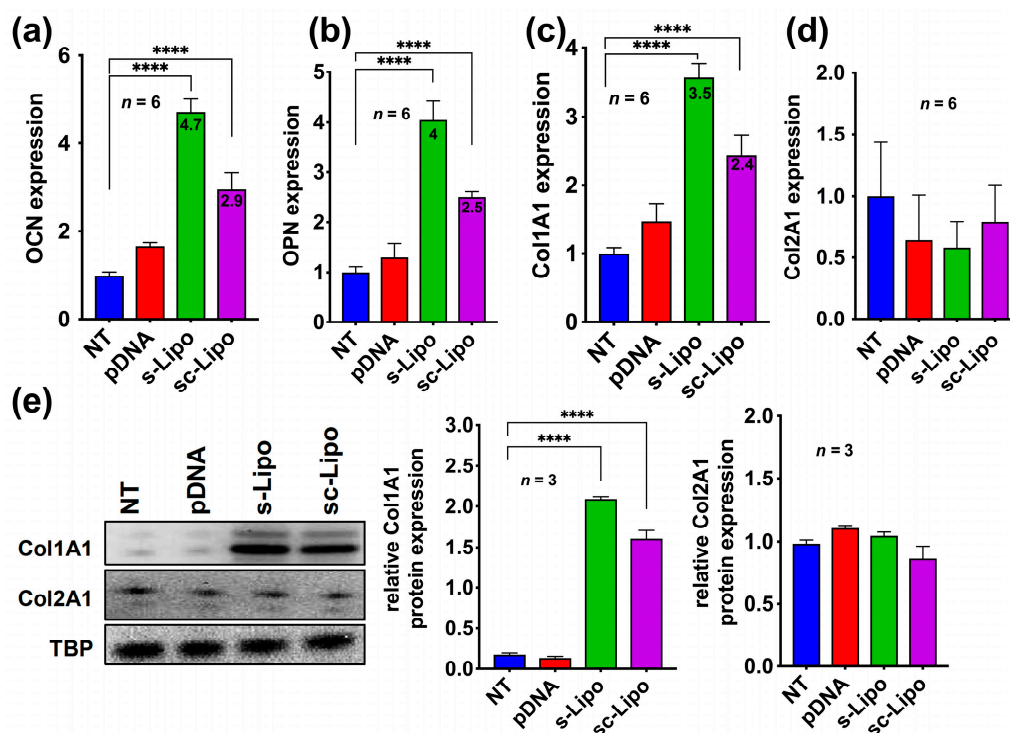 (a)
OCN expression
6
4
2
0
****
****
n = 6
4.7
2.9
NT
pDNA
s-Lipo
sc-Lipo
(b)
OPN expression
5
4
3
2
1
0
****
****
n = 6
4
2.5
NT
pDNA
s-Lipo
sc-Lipo
(c)
Col1A1 expression
4
3
2
1
0
****
****
n = 6
3.5
2.4
NT
pDNA
s-Lipo
sc-Lipo
(d)
Col2A1 expression
2.0
1.5
1.0
0.5
0.0
n = 6
NT
pDNA
s-Lipo
sc-Lipo
(e)
NT
pDNA
s-Lipo
sc-Lipo
Col1A1
Col2A1
TBP
relative Col1A1
protein expression
3.0
2.5
2.0
1.5
1.0
0.5
0.0
****
****
n = 3
NT
pDNA
s-Lipo
sc-Lipo
relative Col2A1
protein expression
2.0
1.5
1.0
0.5
0.0
n = 3
NT
pDNA
s-Lipo
sc-Lipo